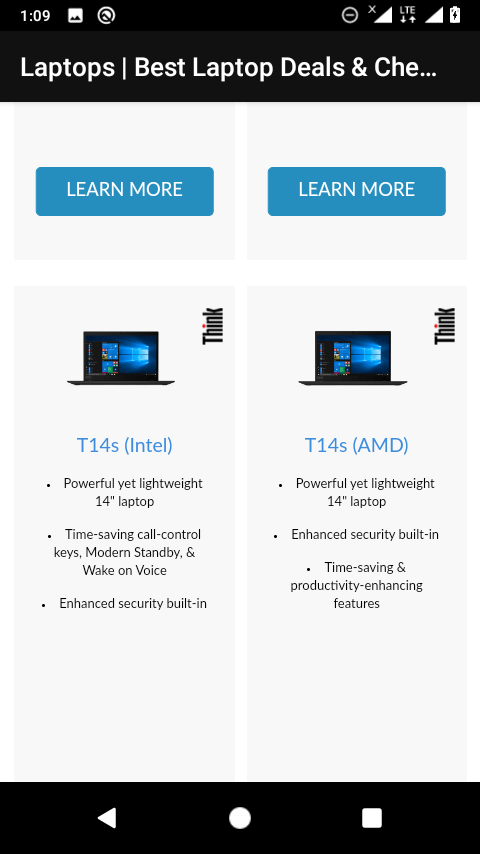 1:09
X
LTE
Laptops | Best Laptop Deals & Che…
LEARN MORE
LEARN MORE
Think
Think
T14s (Intel)
• Powerful yet lightweight
14" laptop
• Time-saving call-control
keys, Modern Standby, &
Wake on Voice
• Enhanced security built-in
T14s (AMD)
• Powerful yet lightweight
14" laptop
• Enhanced security built-in
• Time-saving &
productivity-enhancing
features